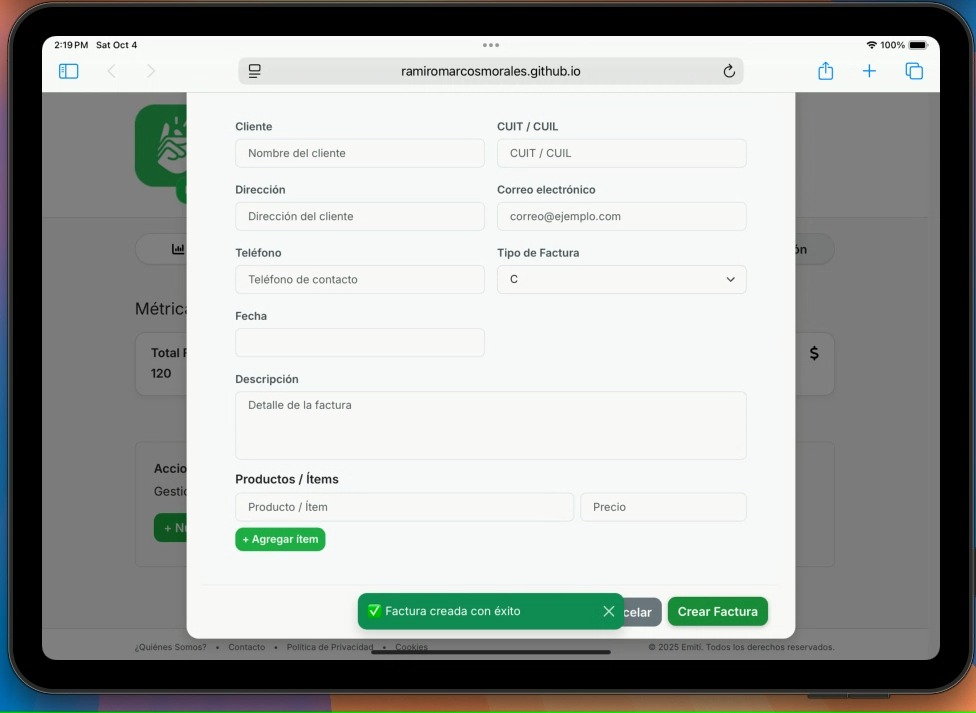 2:19 PM Sat Oct 4
100%
ramiromarcosmorales.github.io
Cliente
CUIT / CUIL
Nombre del cliente
CUIT / CUIL
Dirección
Correo electrónico
Dirección del cliente
correo@ejemplo.com
Teléfono
Tipo de Factura
Teléfono de contacto
C
Fecha
Descripción
Detalle de la factura
Productos / Ítems
Producto / Ítem
Precio
+ Agregar ítem
✅ Factura creada con éxito
celar
Crear Factura
ón
Métric
Total F
$
120
Accio
Gestic
+ N
¿Quiénes Somos? • Contacto • Política de Privacidad • Cookies
© 2025 Emití. Todos los derechos reservados.